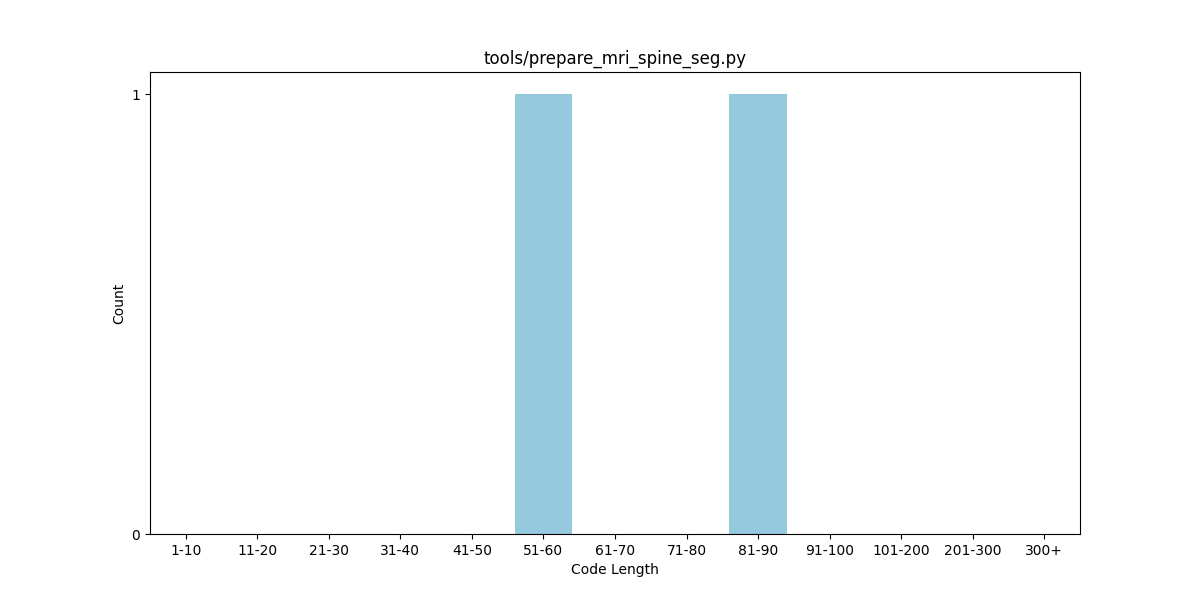 tools/prepare_mri_spine_seg.py
1
Count
0
1-10 11-20 21-30 31-40 41-50 51-60 61-70 71-80 81-90 91-100 101-200 201-300 300+
Code Length